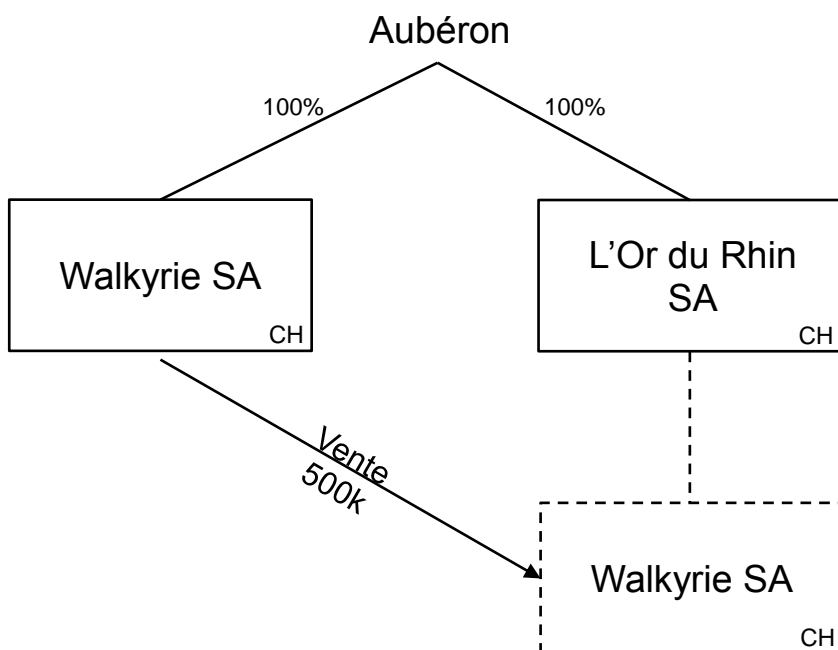 Aubéron
100%
100%
Walkyrie SA
CH
L'Or du Rhin
SA
CH
Vente
500k
Walkyrie SA
CH